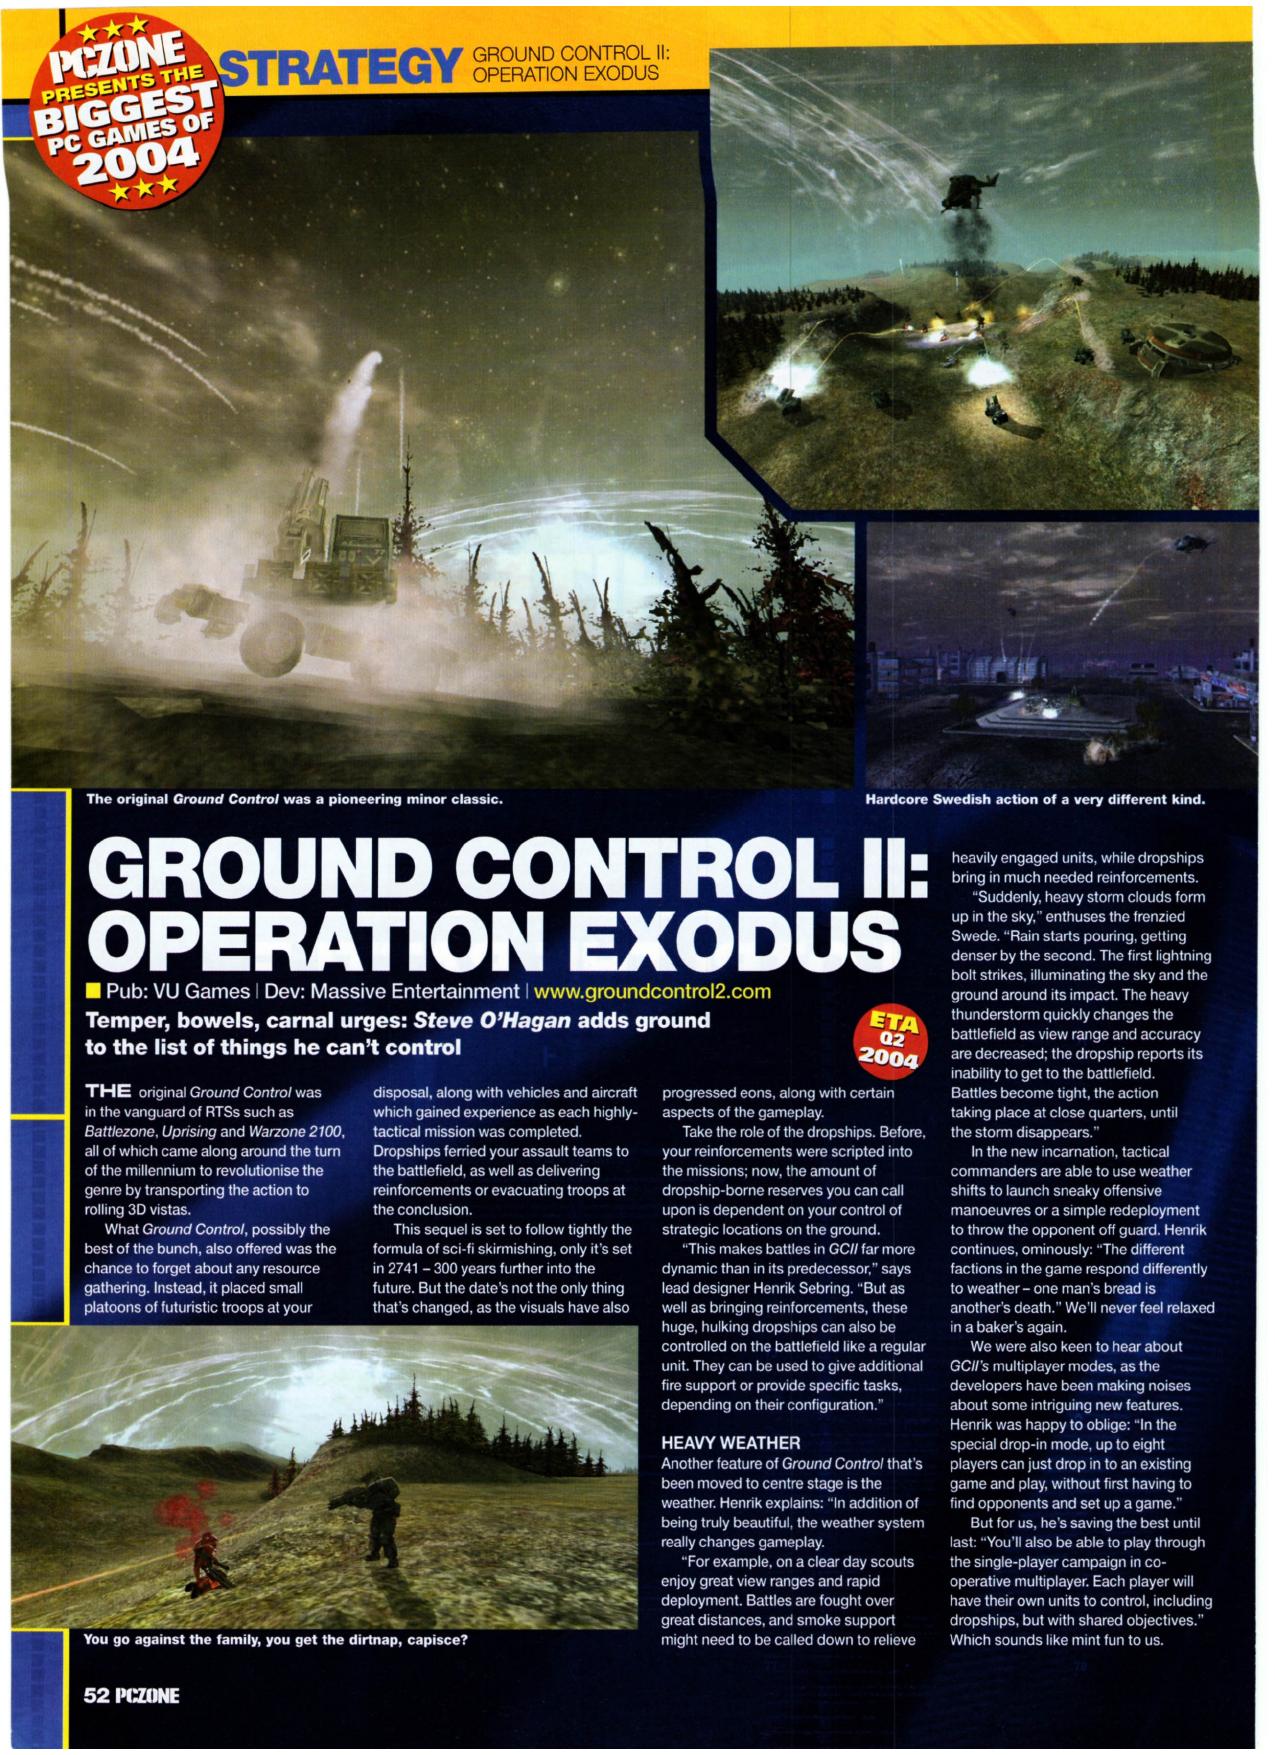 PCZONE
PRESENTS THE
BIGGEST
PC GAMES OF
2004
STRATEGY
GROUND CONTROL II:
OPERATION EXODUS
The original Ground Control was a pioneering minor classic.
Hardcore Swedish action of a very different kind.
GROUND CONTROL II:
OPERATION EXODUS
Pub: VU Games | Dev: Massive Entertainment | www.groundcontrol2.com
Temper, bowels, carnal urges: Steve O'Hagan adds ground
to the list of things he can't control
ETA
Q2
2004
THE original Ground Control was
in the vanguard of RTSs such as
Battlezone, Uprising and Warzone 2100,
all of which came along around the turn
of the millennium to revolutionise the
genre by transporting the action to
rolling 3D vistas.
What Ground Control, possibly the
best of the bunch, also offered was the
chance to forget about any resource
gathering. Instead, it placed small
platoons of futuristic troops at your
disposal, along with vehicles and aircraft
which gained experience as each highly-
tactical mission was completed.
Dropships ferried your assault teams to
the battlefield, as well as delivering
reinforcements or evacuating troops at
the conclusion.
This sequel is set to follow tightly the
formula of sci-fi skirmishing, only it's set
in 2741 – 300 years further into the
future. But the date's not the only thing
that's changed, as the visuals have also
progressed eons, along with certain
aspects of the gameplay.
Take the role of the dropships. Before,
your reinforcements were scripted into
the missions; now, the amount of
dropship-borne reserves you can call
upon is dependent on your control of
strategic locations on the ground.
"This makes battles in GCII far more
dynamic than in its predecessor," says
lead designer Henrik Sebring. "But as
well as bringing reinforcements, these
huge, hulking dropships can also be
controlled on the battlefield like a regular
unit. They can be used to give additional
fire support or provide specific tasks,
depending on their configuration."
HEAVY WEATHER
Another feature of Ground Control that's
been moved to centre stage is the
weather. Henrik explains: "In addition of
being truly beautiful, the weather system
really changes gameplay.
"For example, on a clear day scouts
enjoy great view ranges and rapid
deployment. Battles are fought over
great distances, and smoke support
might need to be called down to relieve
heavily engaged units, while dropships
bring in much needed reinforcements.
"Suddenly, heavy storm clouds form
up in the sky," enthuses the frenzied
Swede. "Rain starts pouring, getting
denser by the second. The first lightning
bolt strikes, illuminating the sky and the
ground around its impact. The heavy
thunderstorm quickly changes the
battlefield as view range and accuracy
are decreased; the dropship reports its
inability to get to the battlefield.
Battles become tight, the action
taking place at close quarters, until
the storm disappears."
In the new incarnation, tactical
commanders are able to use weather
shifts to launch sneaky offensive
manoeuvres or a simple redeployment
to throw the opponent off guard. Henrik
continues, ominously: "The different
factions in the game respond differently
to weather – one man's bread is
another's death." We'll never feel relaxed
in a baker's again.
We were also keen to hear about
GCII's multiplayer modes, as the
developers have been making noises
about some intriguing new features.
Henrik was happy to oblige: "In the
special drop-in mode, up to eight
players can just drop in to an existing
game and play, without first having to
find opponents and set up a game."
But for us, he's saving the best until
last: "You'll also be able to play through
the single-player campaign in co-
operative multiplayer. Each player will
have their own units to control, including
dropships, but with shared objectives."
Which sounds like mint fun to us.
You go against the family, you get the dirtnap, capisce?
52 PCZONE